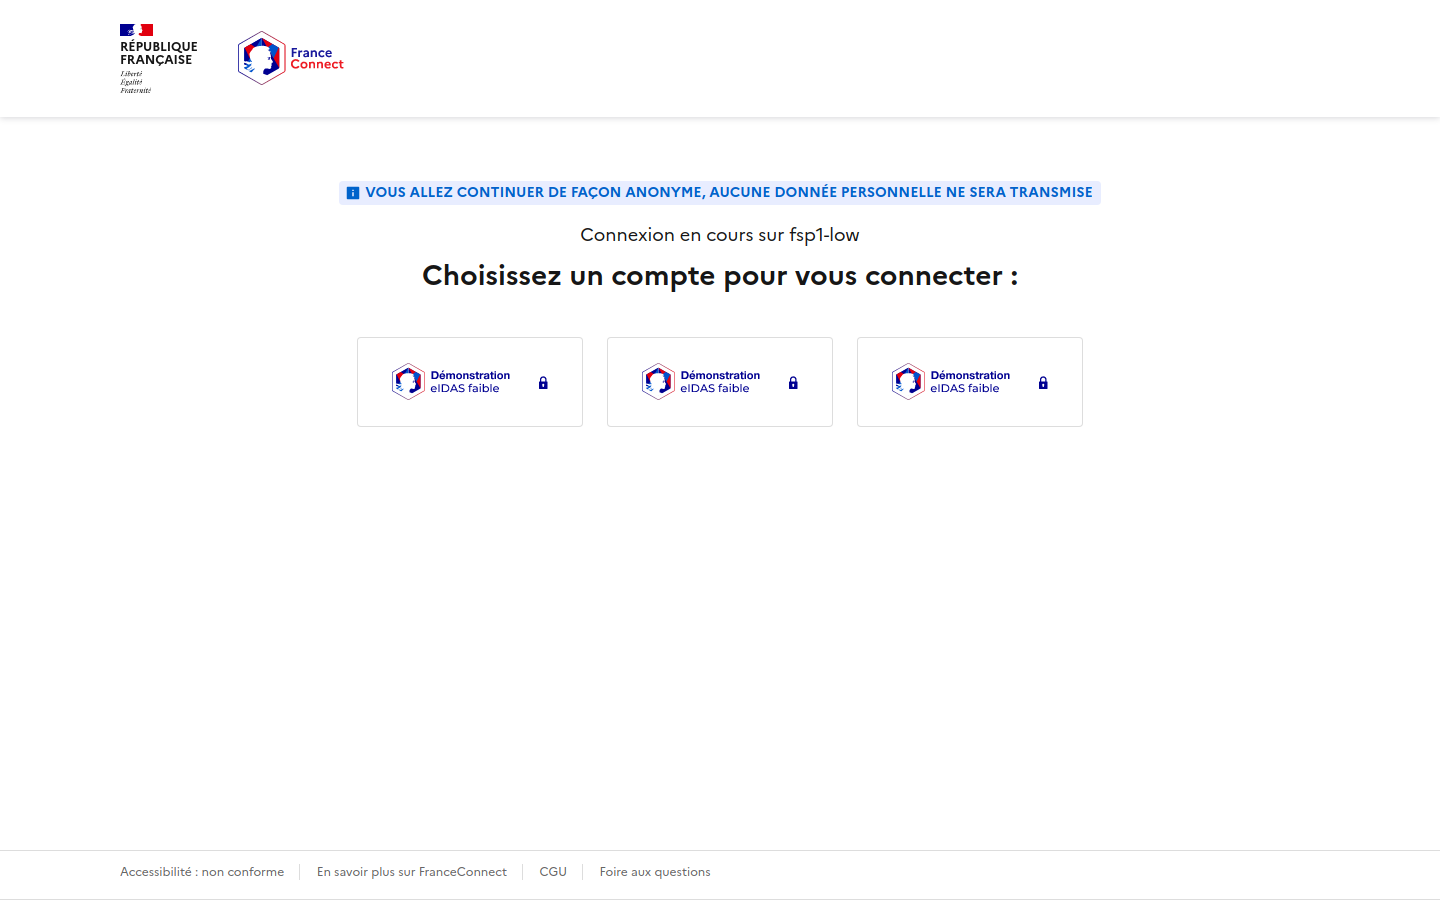 RÉPUBLIQUE
FRANÇAISE
Liberté
Égalité
Fraternité
France
Connect
VOUS ALLEZ CONTINUER DE FAÇON ANONYME, AUCUNE DONNÉE PERSONNELLE NE SERA TRANSMISE
Connexion en cours sur fsp1-low
Choisissez un compte pour vous connecter :
Démonstration
eIDAS faible
Démonstration
eIDAS faible
Démonstration
eIDAS faible
Accessibilité : non conforme
En savoir plus sur FranceConnect
CGU
Foire aux questions